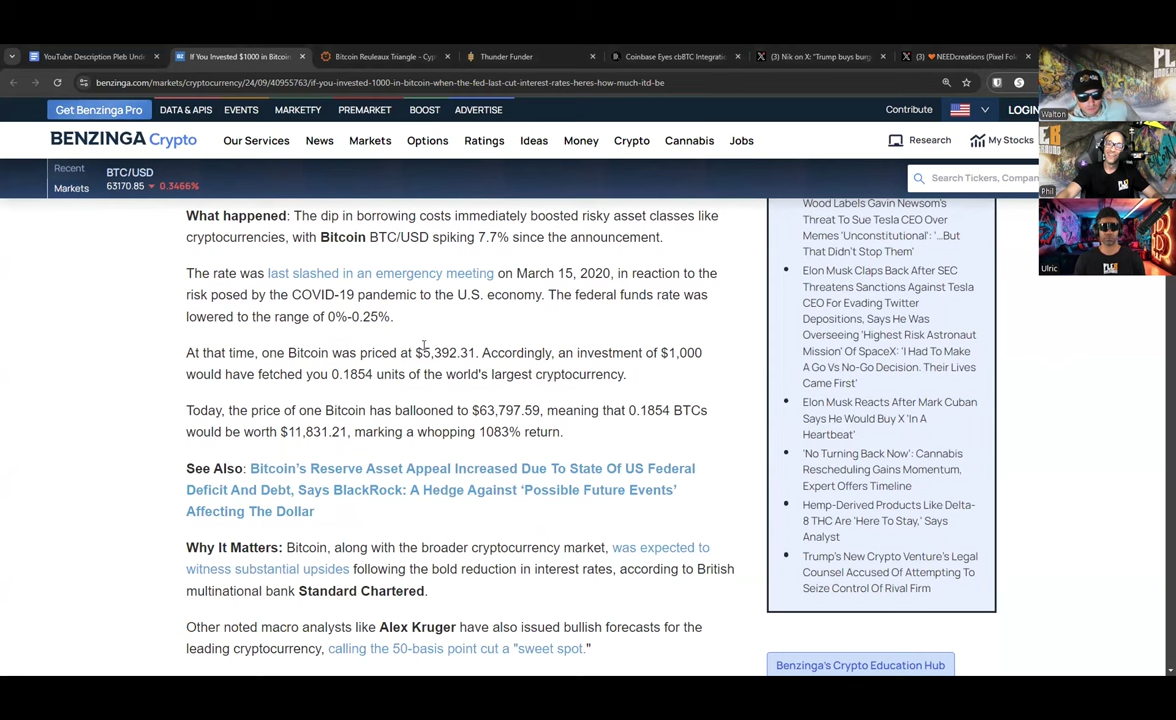 YouTube Description Pleb Und
If You Invested $1000 in Bitcoin
Bitcoin Reuleaux Triangle - Cyp
Thunder Funder
Coinbase Eyes cbBTC Integratio
(3) Nik on X: "Trump buys burg
(3) 🧡 NEEDcreations (Pixel Fol
benzinga.com/markets/cryptocurrency/24/09/40955763/if-you-invested-1000-in-bitcoin-when-the-fed-last-cut-interest-rates-heres-how-much-itd-be
Get Benzinga Pro DATA & APIS EVENTS MARKETFY PREMARKET BOOST ADVERTISE Contribute LOGIN
BENZINGA Crypto Our Services News Markets Options Ratings Ideas Money Crypto Cannabis Jobs Research My Stocks
Recent
Markets
BTC/USD
63170.85 ▼ 0.3466%
Search Tickers, Compan
Walton
Phil
Ulric
What happened: The dip in borrowing costs immediately boosted risky asset classes like
cryptocurrencies, with Bitcoin BTC/USD spiking 7.7% since the announcement.
The rate was last slashed in an emergency meeting on March 15, 2020, in reaction to the
risk posed by the COVID-19 pandemic to the U.S. economy. The federal funds rate was
lowered to the range of 0%-0.25%.
At that time, one Bitcoin was priced at $5,392.31. Accordingly, an investment of $1,000
would have fetched you 0.1854 units of the world's largest cryptocurrency.
Today, the price of one Bitcoin has ballooned to $63,797.59, meaning that 0.1854 BTCs
would be worth $11,831.21, marking a whopping 1083% return.
See Also: Bitcoin's Reserve Asset Appeal Increased Due To State Of US Federal
Deficit And Debt, Says BlackRock: A Hedge Against 'Possible Future Events'
Affecting The Dollar
Why It Matters: Bitcoin, along with the broader cryptocurrency market, was expected to
witness substantial upsides following the bold reduction in interest rates, according to British
multinational bank Standard Chartered.
Other noted macro analysts like Alex Kruger have also issued bullish forecasts for the
leading cryptocurrency, calling the 50-basis point cut a "sweet spot."
Wood Labels Gavin Newsom's
Threat To Sue Tesla CEO Over
Memes 'Unconstitutional': '...But
That Didn't Stop Them'
Elon Musk Claps Back After SEC
Threatens Sanctions Against Tesla
CEO For Evading Twitter
Depositions, Says He Was
Overseeing 'Highest Risk Astronaut
Mission' Of SpaceX: 'I Had To Make
A Go Vs No-Go Decision. Their Lives
Came First'
Elon Musk Reacts After Mark Cuban
Says He Would Buy X 'In A
Heartbeat'
'No Turning Back Now': Cannabis
Rescheduling Gains Momentum,
Expert Offers Timeline
Hemp-Derived Products Like Delta-
8 THC Are 'Here To Stay,' Says
Analyst
Trump's New Crypto Venture's Legal
Counsel Accused Of Attempting To
Seize Control Of Rival Firm
Benzinga's Crypto Education Hub